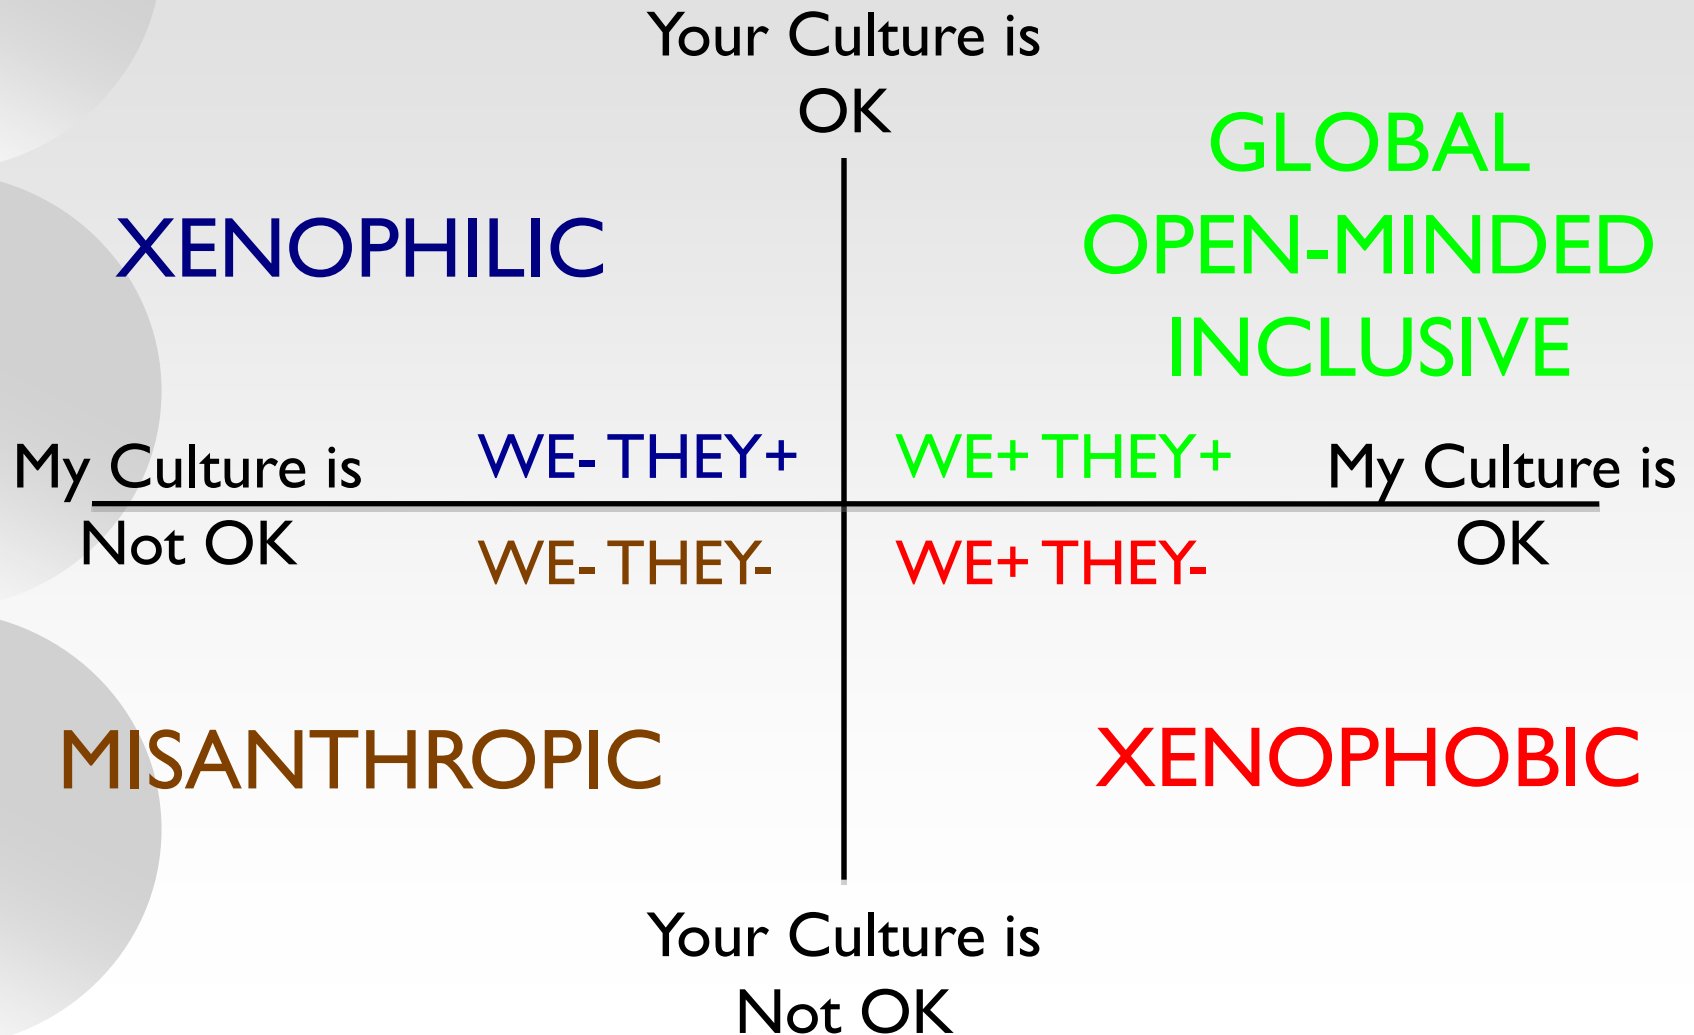 Your Culture is
OK
XENOPHILIC
GLOBAL
OPEN-MINDED
INCLUSIVE
My Culture is
Not OK
WE- THEY+
WE+ THEY+
My Culture is
OK
WE- THEY-
WE+ THEY-
MISANTHROPIC
XENOPHOBIC
Your Culture is
Not OK